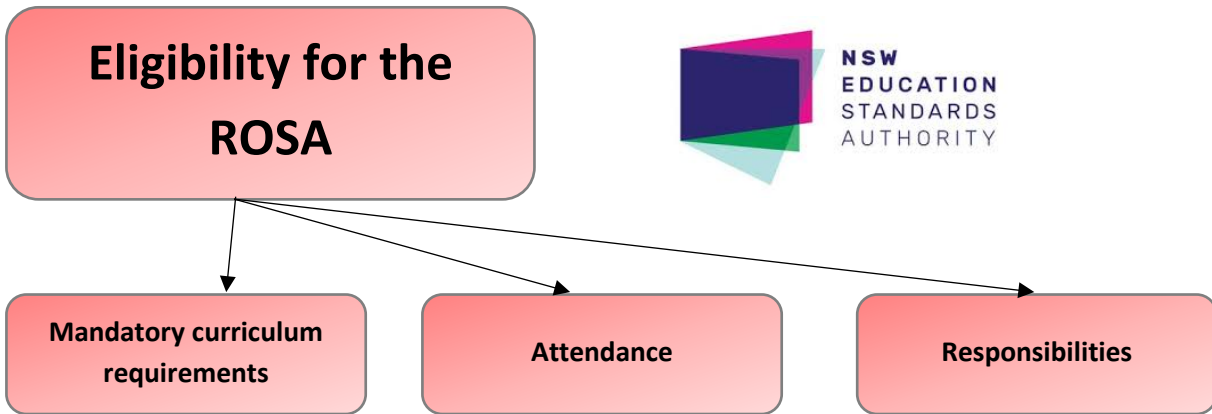 Eligibility for the
ROSA
NSW
EDUCATION
STANDARDS
AUTHORITY
Mandatory curriculum
requirements
Attendance
Responsibilities